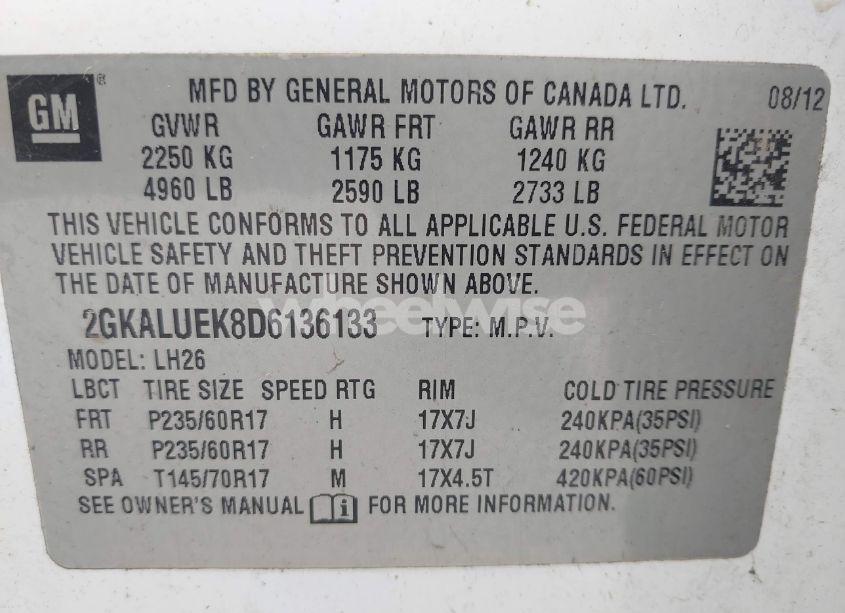 GM
MFD BY GENERAL MOTORS OF CANADA LTD. 08/12
GVWR GAWR FRT GAWR RR
2250 KG 1175 KG 1240 KG
4960 LB 2590 LB 2733 LB
THIS VEHICLE CONFORMS TO ALL APPLICABLE U.S. FEDERAL MOTOR
VEHICLE SAFETY AND THEFT PREVENTION STANDARDS IN EFFECT ON
THE DATE OF MANUFACTURE SHOWN ABOVE.
wheelwise
2GKALUEK8D6136133 TYPE: M.P.V.
MODEL: LH26
LBCT TIRE SIZE SPEED RTG RIM COLD TIRE PRESSURE
FRT P235/60R17 H 17X7J 240KPA(35PSI)
RR P235/60R17 H 17X7J 240KPA(35PSI)
SPA T145/70R17 M 17X4.5T 420KPA(60PSI)
SEE OWNER'S MANUAL i FOR MORE INFORMATION.